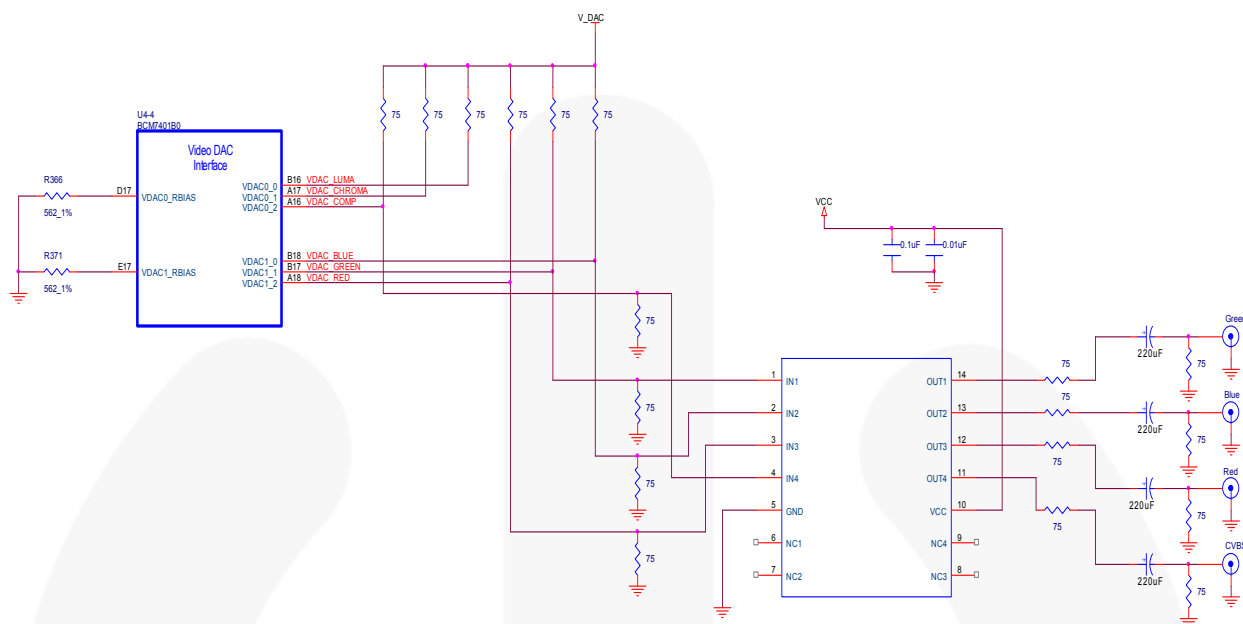 V_DAC
75 75 75 75 75 75
U4-4
BCM7401B0
Video DAC
Interface
R366
562_1%
D17 VDAC0_RBIAS
VDAC0_0 B16 VDAC_LUMA
VDAC0_1 A17 VDAC_CHROMA
VDAC0_2 A16 VDAC_COMP
R371
562_1%
E17 VDAC1_RBIAS
VDAC1_0 B18 VDAC_BLUE
VDAC1_1 B17 VDAC_GREEN
VDAC1_2 A18 VDAC_RED
VCC
0.1uF 0.01uF
75
75
75
75
1 IN1
2 IN2
3 IN3
4 IN4
5 GND
6 NC1
7 NC2
OUT1 14
OUT2 13
OUT3 12
OUT4 11
VCC 10
NC4 9
NC3 8
75
75
75
75
220uF
75
Green
220uF
75
Blue
220uF
75
Red
220uF
75